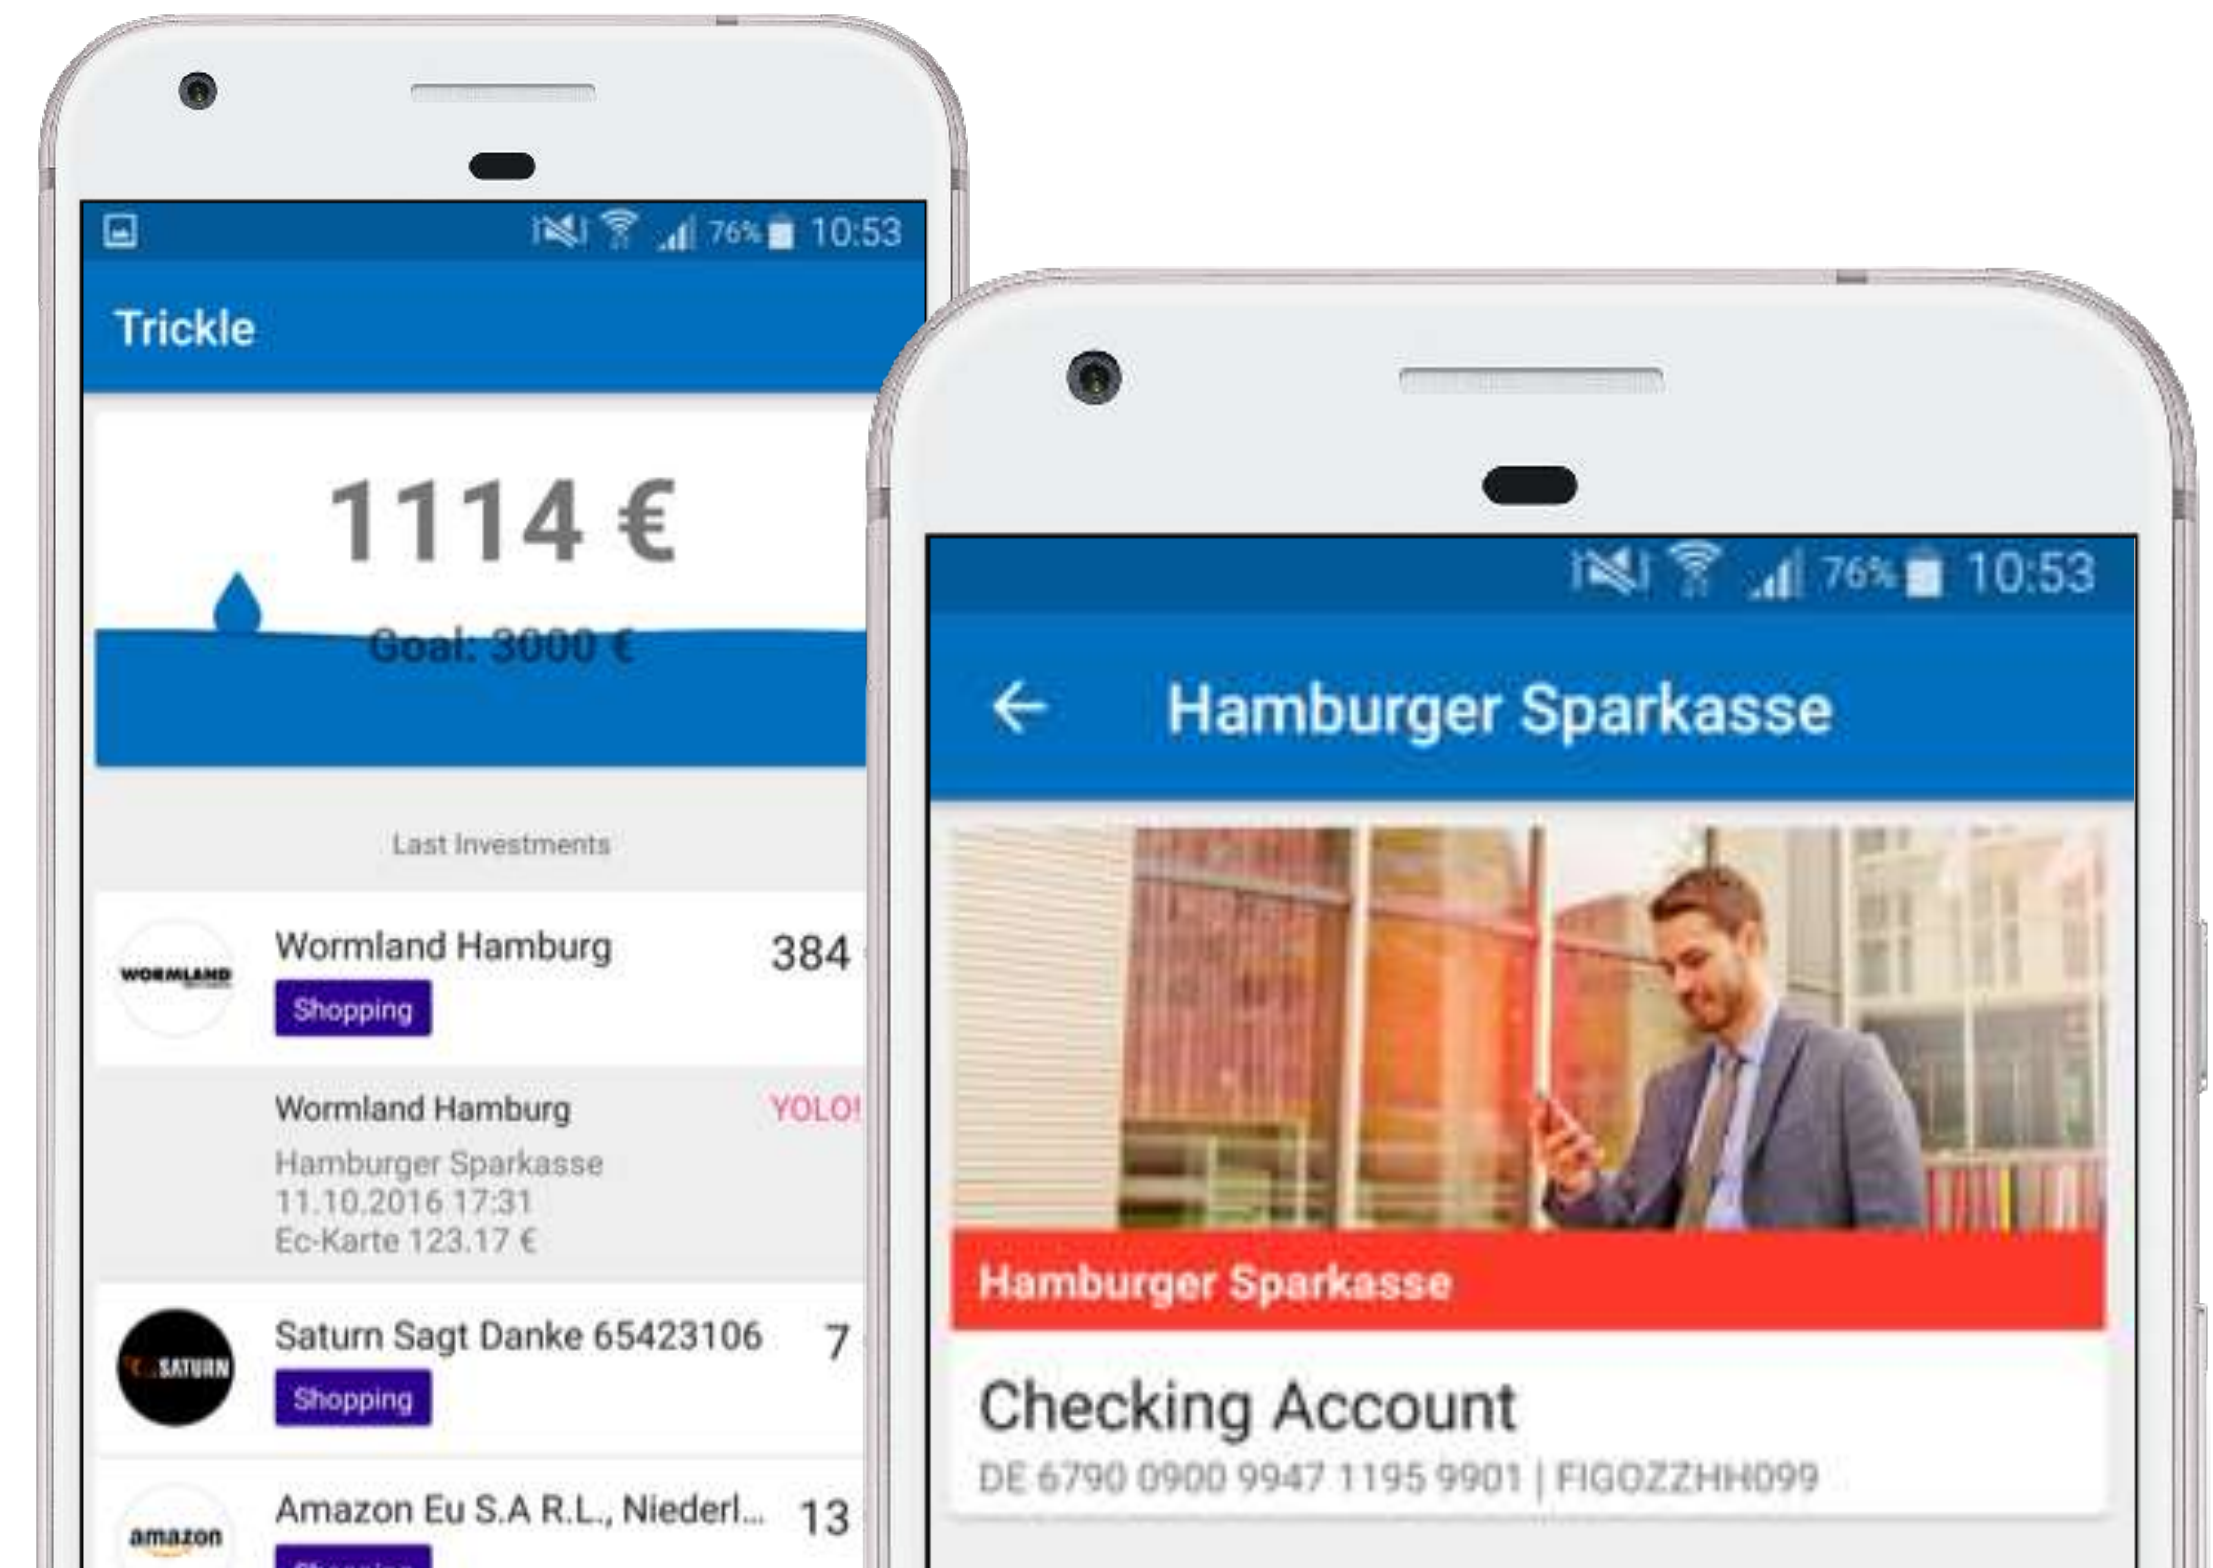 76% 10:53
Trickle
1114 €
Goal: 3000 €
Last Investments
WORMLAND
Wormland Hamburg
384
Shopping
Wormland Hamburg
YOLO!
Hamburger Sparkasse
11.10.2016 17:31
Ec-Karte 123.17 €
SATURN
Saturn Sagt Danke 65423106
7
Shopping
amazon
Amazon Eu S.A R.L., Niederl...
13
Shopping
76% 10:53
Hamburger Sparkasse
Hamburger Sparkasse
Checking Account
DE 6790 0900 9947 1195 9901 | FIGOZZHH099